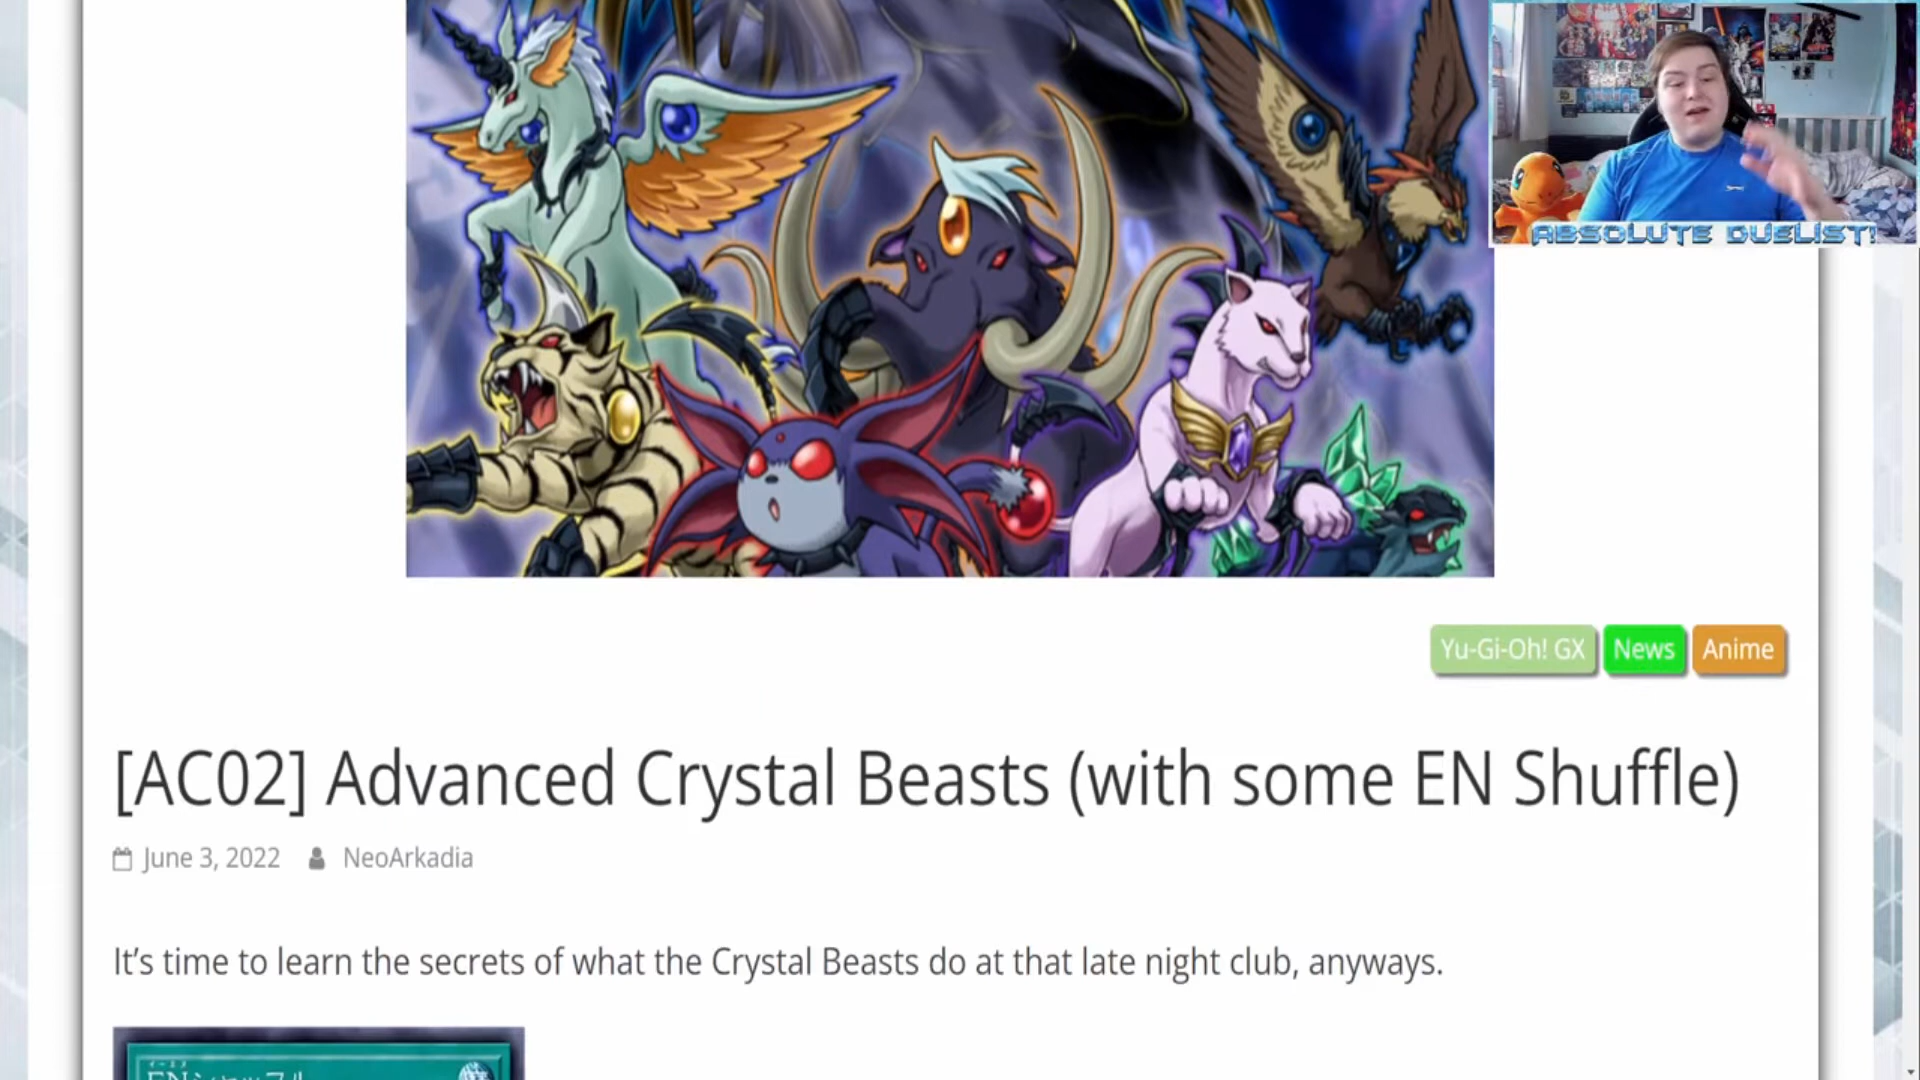 ABSOLUTE DUELIST!
Yu-Gi-Oh! GX News Anime
[AC02] Advanced Crystal Beasts (with some EN Shuffle)
June 3, 2022 NeoArkadia
It’s time to learn the secrets of what the Crystal Beasts do at that late night club, anyways.